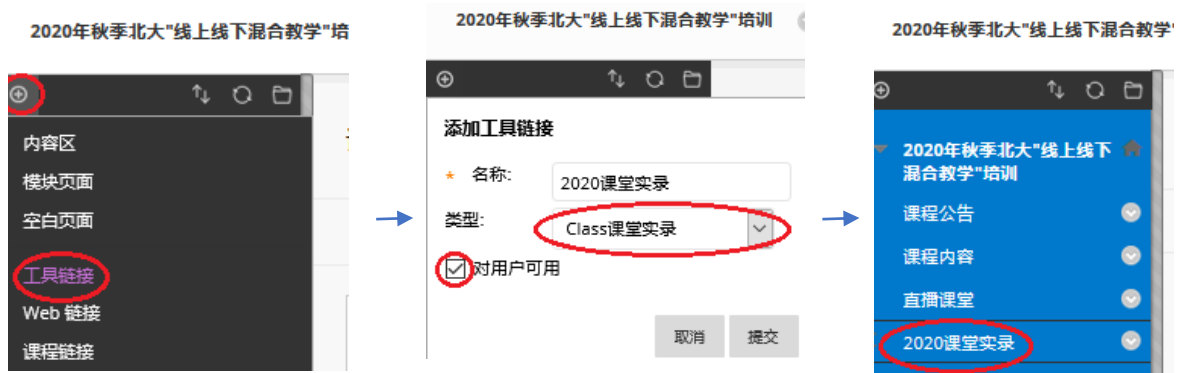 2020年秋季北大"线上线下混合教学"培
内容区
模块页面
空白页面
工具链接
Web 链接
课程链接
2020年秋季北大"线上线下混合教学"培训
添加工具链接
* 名称:
2020课堂实录
类型:
Class课堂实录
对用户可用
取消 提交
2020年秋季北大"线上线下混合教学"
2020年秋季北大"线上线下
混合教学"培训
课程公告
课程内容
直播课堂
2020课堂实录